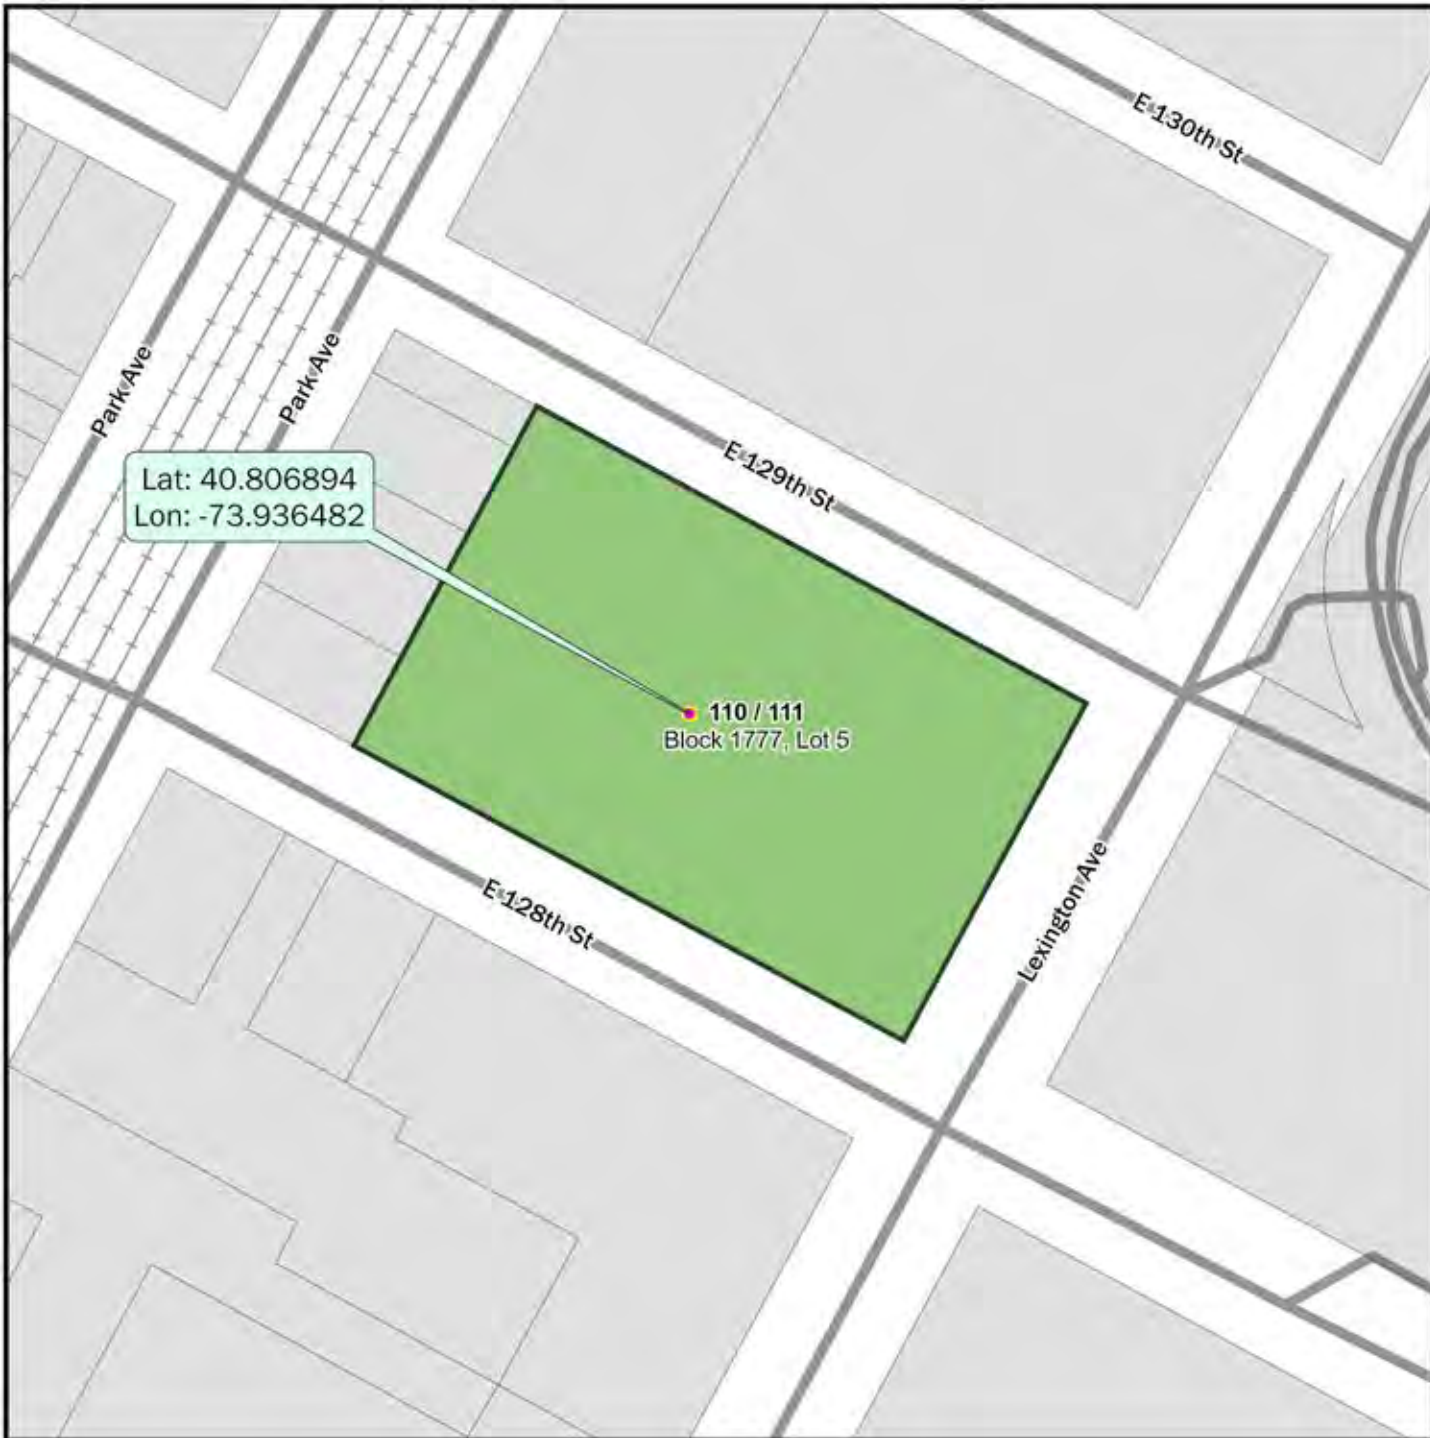 E 130th St
Park Ave
Park Ave
Lat: 40.806894
Lon: -73.936482
E 129th St
110 / 111
Block 1777, Lot 5
E 128th St
Lexington Ave